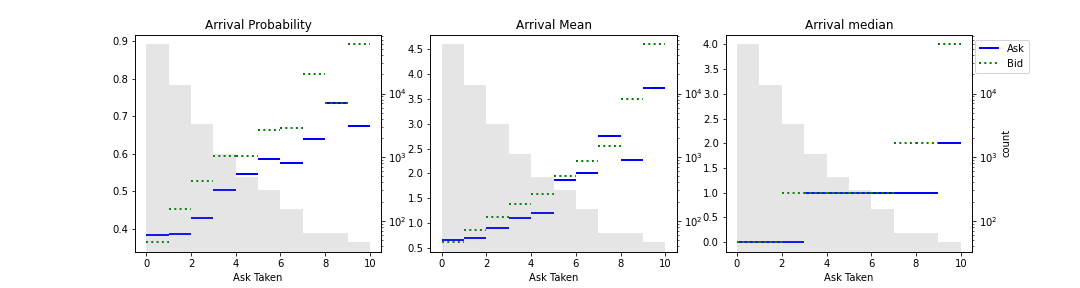 Arrival Probability
0.9
0.8
0.7
0.6
0.5
0.4
10⁴
10³
10²
0 2 4 6 8 10
Ask Taken
Arrival Mean
4.5
4.0
3.5
3.0
2.5
2.0
1.5
1.0
0.5
10⁴
10³
10²
0 2 4 6 8 10
Ask Taken
Arrival median
4.0
3.5
3.0
2.5
2.0
1.5
1.0
0.5
0.0
10⁴
10³
10²
count
0 2 4 6 8 10
Ask Taken
Ask
Bid